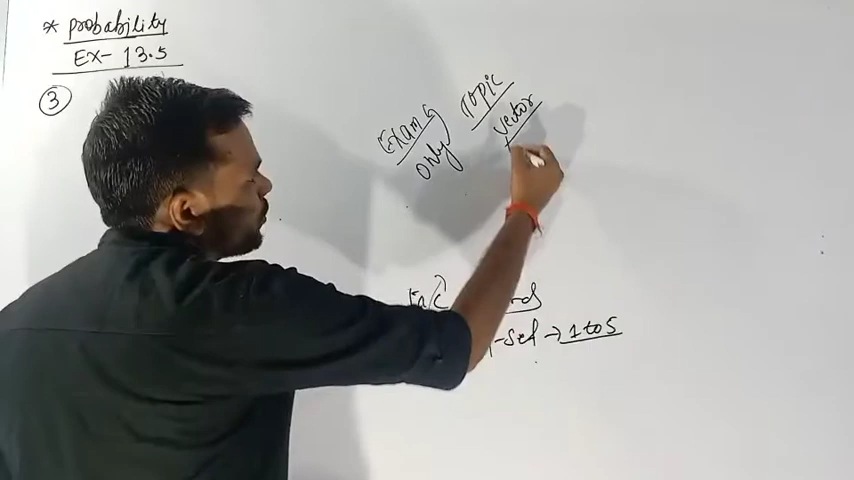 * probability
Ex- 13.5
③
Exam
only
Topic
vector
-Set → 1 to 5